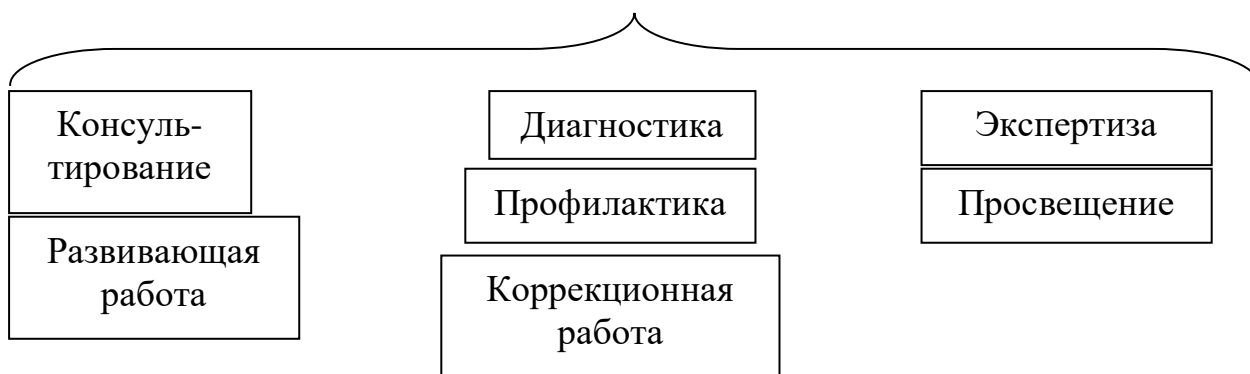 Консуль-
тирование
Развивающая
работа
Диагностика
Профилактика
Коррекционная
работа
Экспертиза
Просвещение